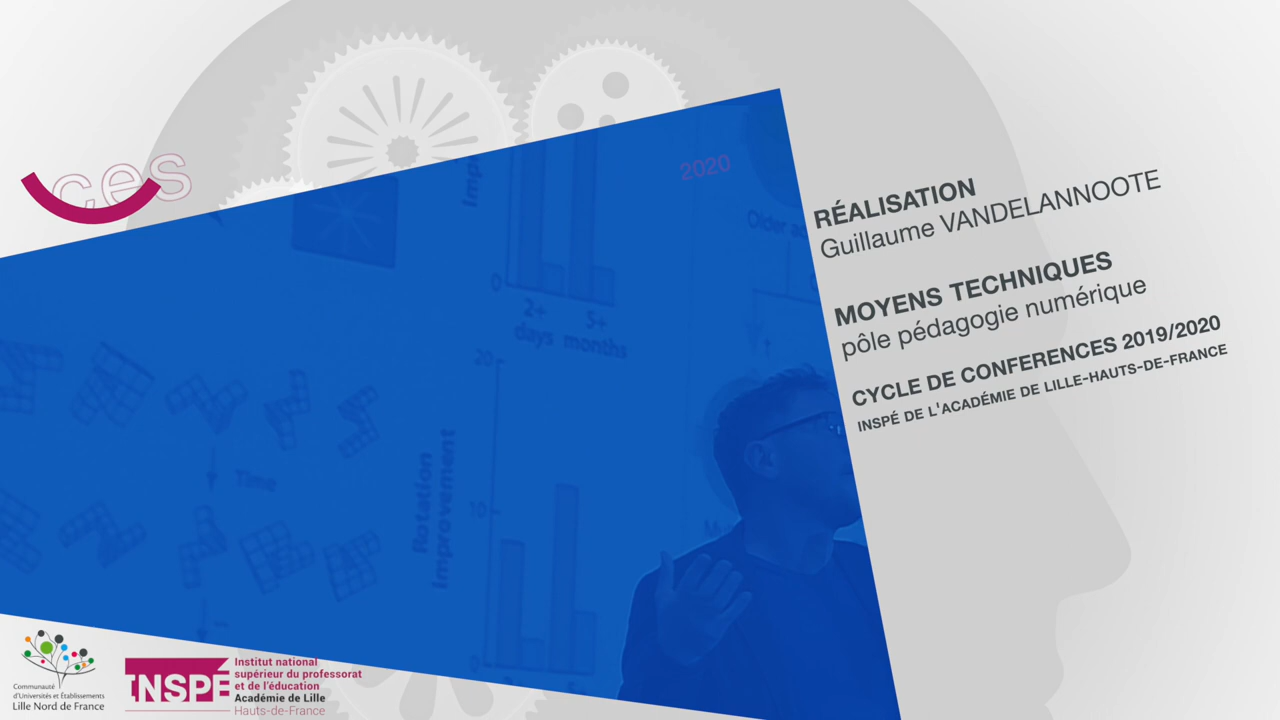 ces
2020
RÉALISATION
Guillaume VANDELANNOOTE
MOYENS TECHNIQUES
pôle pédagogie numérique
CYCLE DE CONFERENCES 2019/2020
INSPÉ DE L'ACADÉMIE DE LILLE-HAUTS-DE-FRANCE
0
2+
5+
days months
20
Time
Rotation
Improvement
10
0
Communauté
d'Universités et Établissements
Lille Nord de France
INSPÉ
Institut national
supérieur du professorat
et de l'éducation
Académie de Lille
Hauts-de-France